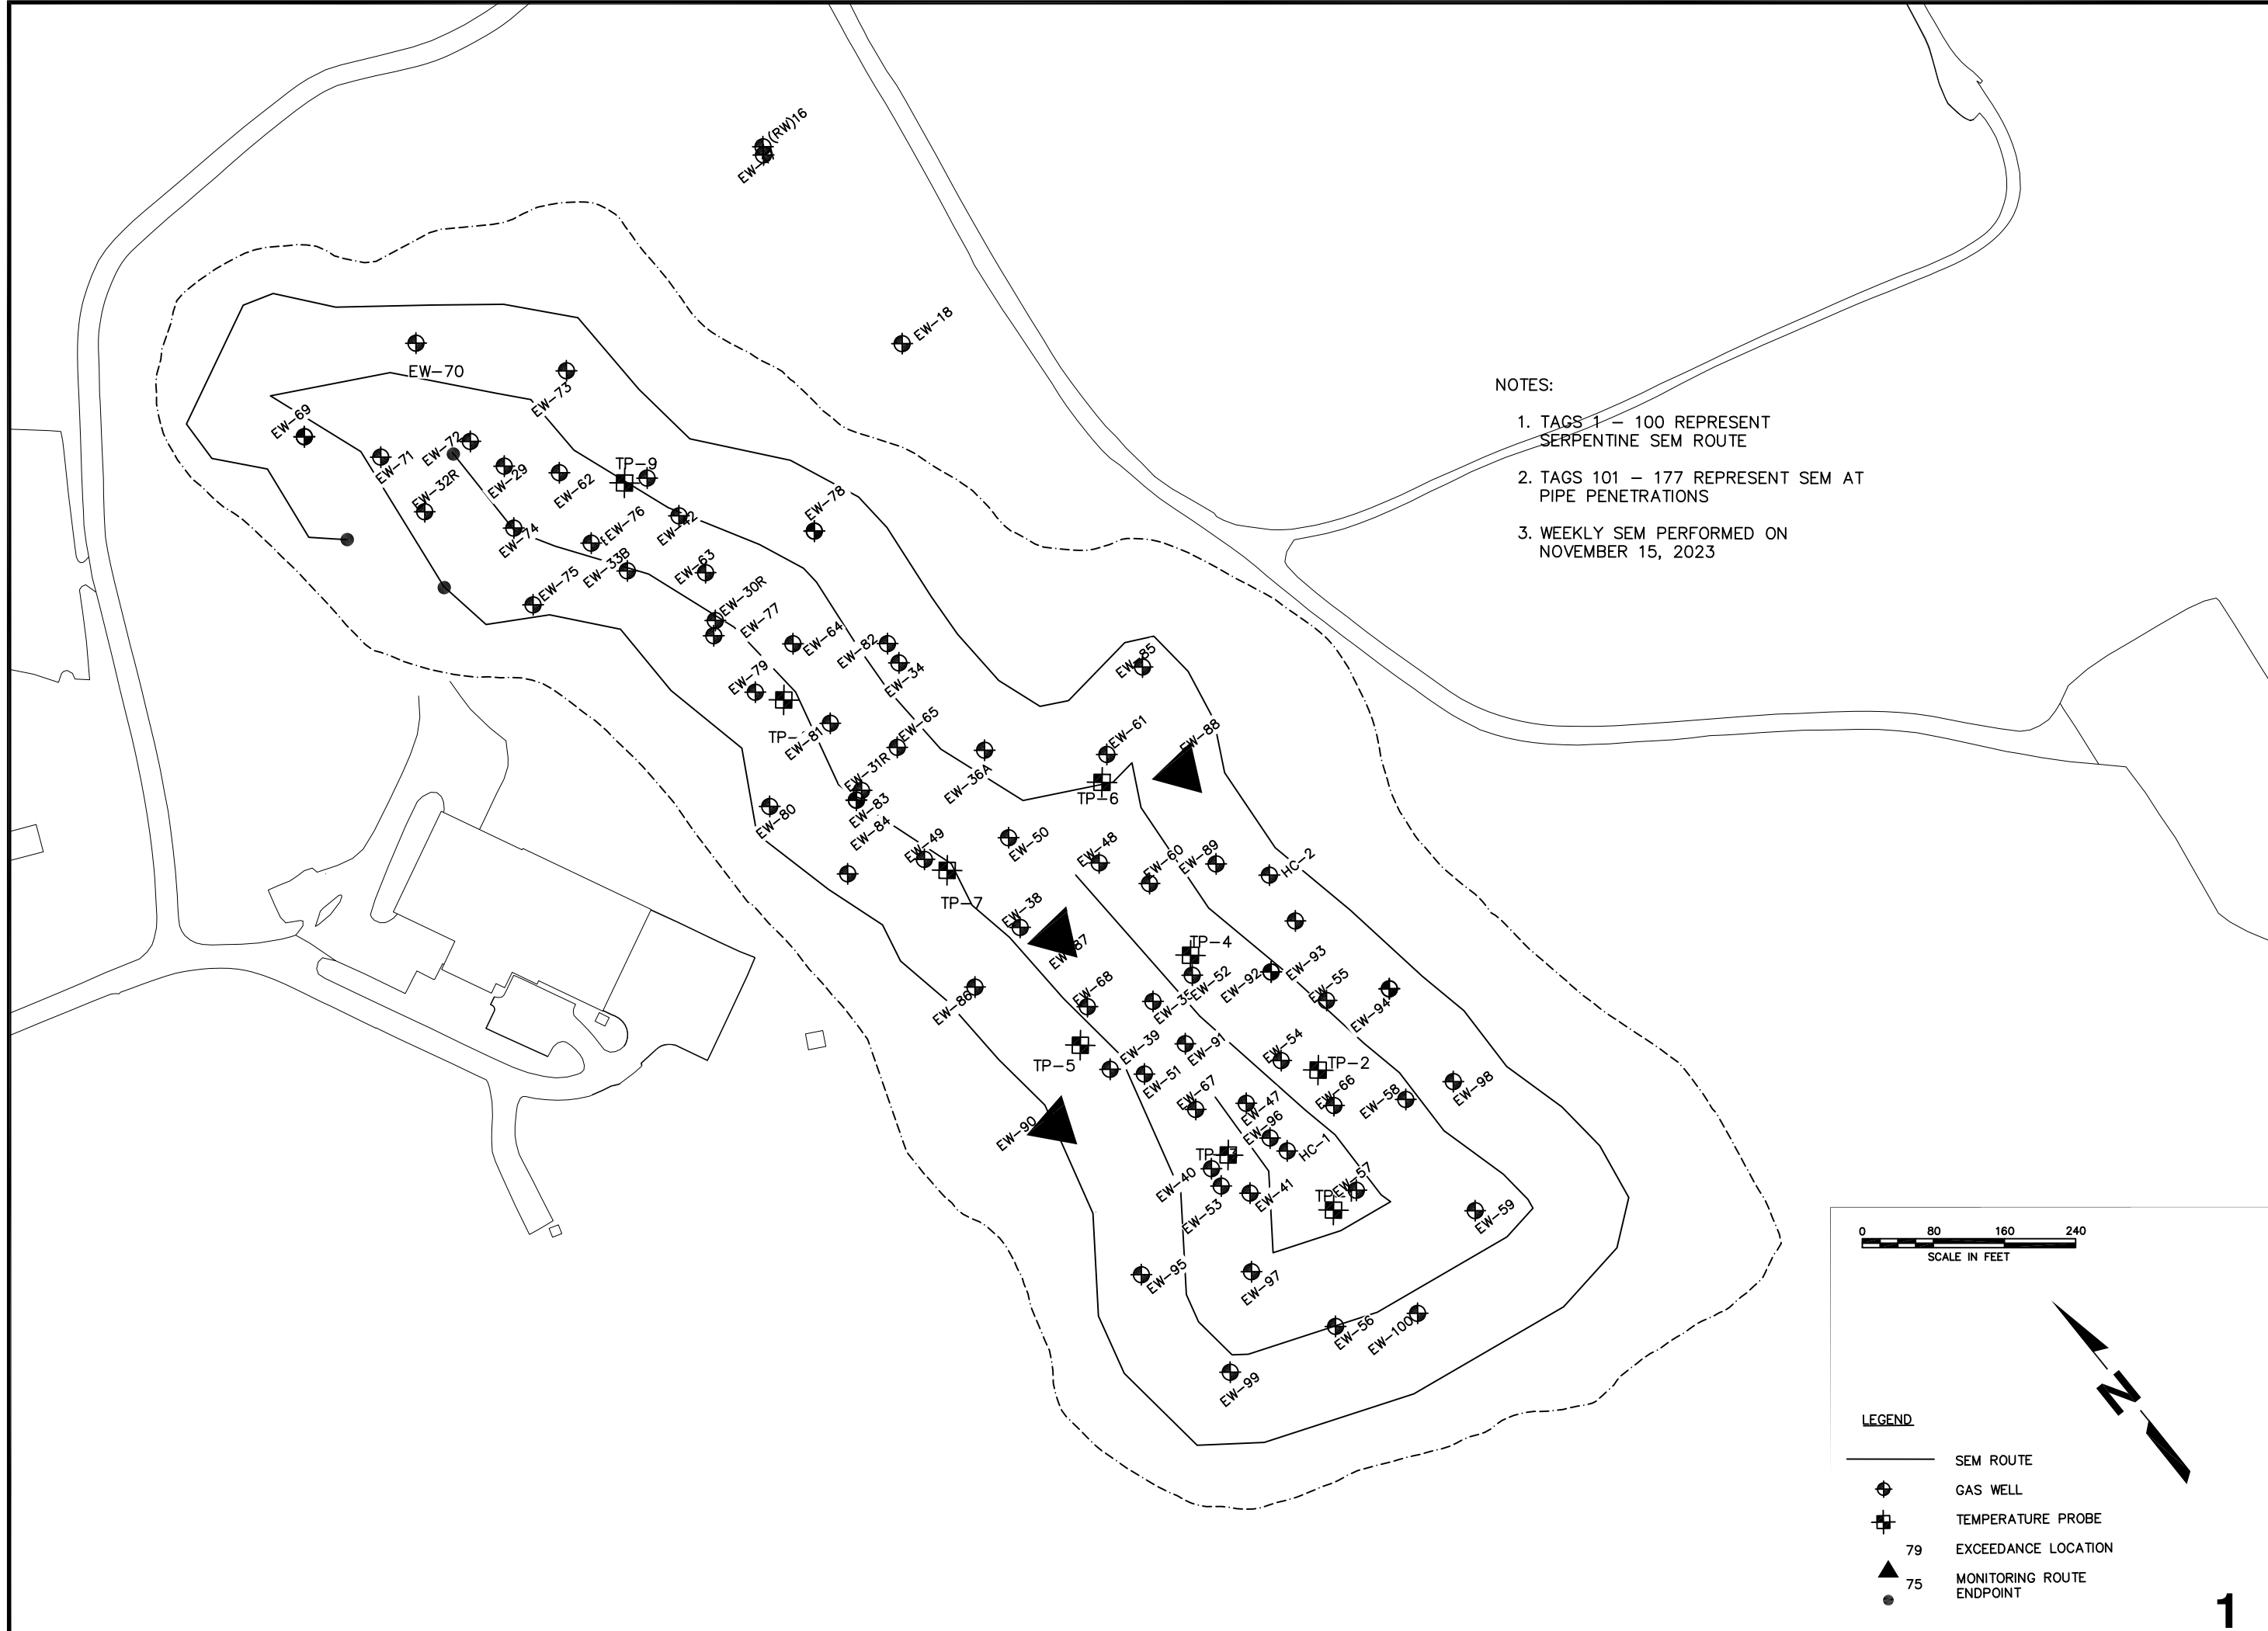 (RW)16
EW-18
NOTES:
1. TAGS 1 – 100 REPRESENT
SERPENTINE SEM ROUTE
2. TAGS 101 – 177 REPRESENT SEM AT
PIPE PENETRATIONS
3. WEEKLY SEM PERFORMED ON
NOVEMBER 15, 2023
EW-70
EW-73
EW-69
EW-72
EW-71
EW-29
EW-62
TP-9
EW-32R
EW-78
EW-74
EW-76
EW-42
EW-33B
EW-63
EW-75
EW-30R
EW-77
EW-64
EW-82
EW-34
EW-85
EW-79
TP-
EW-81
EW-65
EW-61
EW-88
EW-31R
EW-36A
TP-6
EW-80
EW-83
EW-84
EW-49
EW-50
EW-48
EW-60
EW-89
HC-2
TP-7
EW-38
EW-87
TP-4
EW-52
EW-92
EW-93
EW-55
EW-94
EW-86
EW-68
EW-35
EW-39
EW-91
EW-54
TP-2
TP-5
EW-51
EW-67
EW-47
EW-66
EW-58
EW-98
EW-90
EW-96
HC-1
TP-
EW-40
EW-41
EW-57
TP-
EW-53
EW-59
EW-95
EW-97
EW-56
EW-100
EW-99
0 80 160 240
SCALE IN FEET
N
LEGEND
SEM ROUTE
GAS WELL
TEMPERATURE PROBE
79 EXCEEDANCE LOCATION
75 MONITORING ROUTE
ENDPOINT
1